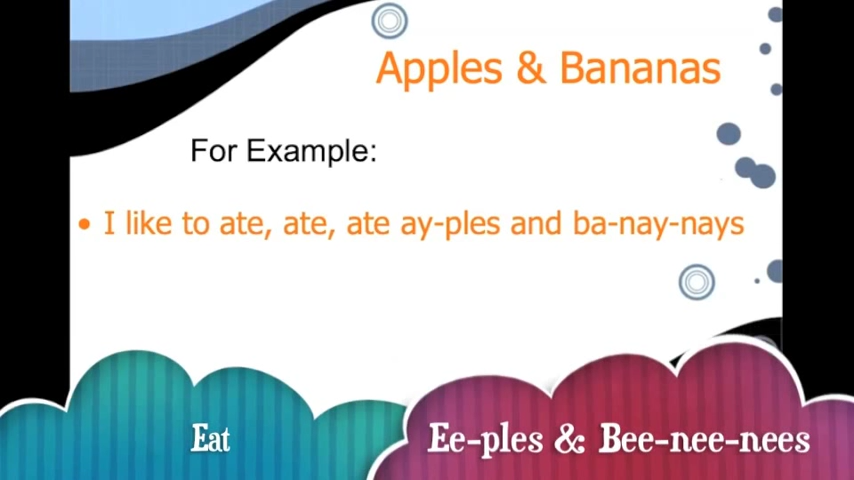 Apples & Bananas
For Example:
• I like to ate, ate, ate ay-ples and ba-nay-nays
Eat
Ee-ples & Bee-nee-nees